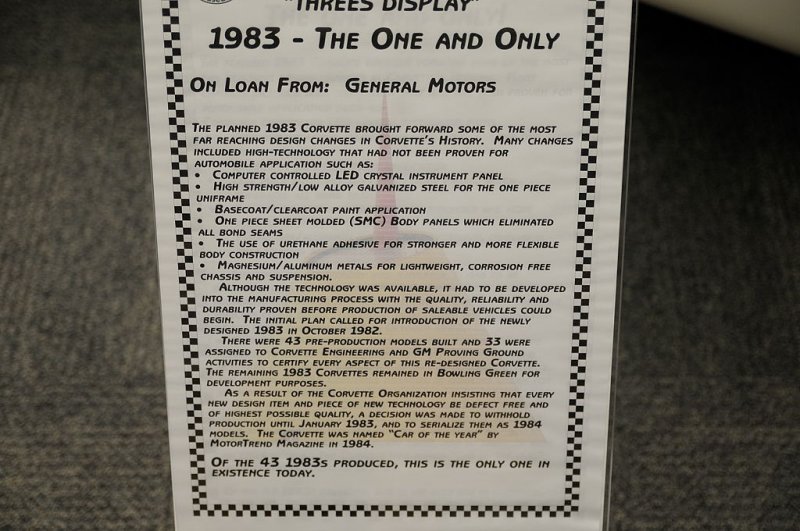 "THREES DISPLAY"
1983 - THE ONE AND ONLY
ON LOAN FROM: GENERAL MOTORS
THE PLANNED 1983 CORVETTE BROUGHT FORWARD SOME OF THE MOST
FAR REACHING DESIGN CHANGES IN CORVETTE'S HISTORY. MANY CHANGES
INCLUDED HIGH-TECHNOLOGY THAT HAD NOT BEEN PROVEN FOR
AUTOMOBILE APPLICATION SUCH AS:
• COMPUTER CONTROLLED LED CRYSTAL INSTRUMENT PANEL
• HIGH STRENGTH/LOW ALLOY GALVANIZED STEEL FOR THE ONE PIECE
UNIFRAME
• BASECOAT/CLEARCOAT PAINT APPLICATION
• ONE PIECE SHEET MOLDED (SMC) BODY PANELS WHICH ELIMINATED
ALL BOND SEAMS
• THE USE OF URETHANE ADHESIVE FOR STRONGER AND MORE FLEXIBLE
BODY CONSTRUCTION
• MAGNESIUM/ALUMINUM METALS FOR LIGHTWEIGHT, CORROSION FREE
CHASSIS AND SUSPENSION.
ALTHOUGH THE TECHNOLOGY WAS AVAILABLE, IT HAD TO BE DEVELOPED
INTO THE MANUFACTURING PROCESS WITH THE QUALITY, RELIABILITY AND
DURABILITY PROVEN BEFORE PRODUCTION OF SALEABLE VEHICLES COULD
BEGIN. THE INITIAL PLAN CALLED FOR INTRODUCTION OF THE NEWLY
DESIGNED 1983 IN OCTOBER 1982.
THERE WERE 43 PRE-PRODUCTION MODELS BUILT AND 33 WERE
ASSIGNED TO CORVETTE ENGINEERING AND GM PROVING GROUND
ACTIVITIES TO CERTIFY EVERY ASPECT OF THIS RE-DESIGNED CORVETTE.
THE REMAINING 1983 CORVETTES REMAINED IN BOWLING GREEN FOR
DEVELOPMENT PURPOSES.
AS A RESULT OF THE CORVETTE ORGANIZATION INSISTING THAT EVERY
NEW DESIGN ITEM AND PIECE OF NEW TECHNOLOGY BE DEFECT FREE AND
OF HIGHEST POSSIBLE QUALITY, A DECISION WAS MADE TO WITHHOLD
PRODUCTION UNTIL JANUARY 1983, AND TO SERIALIZE THEM AS 1984
MODELS. THE CORVETTE WAS NAMED "CAR OF THE YEAR" BY
MOTORTREND MAGAZINE IN 1984.
OF THE 43 1983S PRODUCED, THIS IS THE ONLY ONE IN
EXISTENCE TODAY.